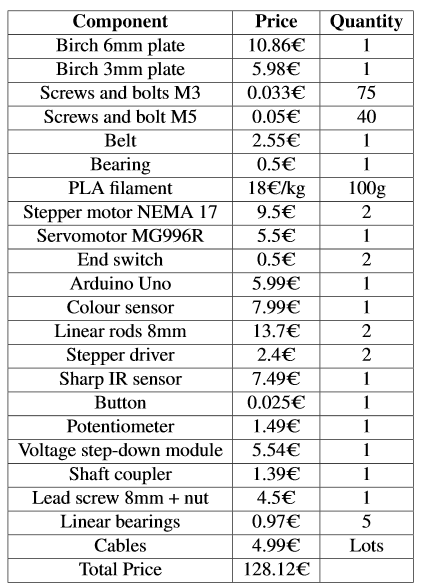 Component Price Quantity
Birch 6mm plate 10.86€ 1
Birch 3mm plate 5.98€ 1
Screws and bolts M3 0.033€ 75
Screws and bolt M5 0.05€ 40
Belt 2.55€ 1
Bearing 0.5€ 1
PLA filament 18€/kg 100g
Stepper motor NEMA 17 9.5€ 2
Servomotor MG996R 5.5€ 1
End switch 0.5€ 2
Arduino Uno 5.99€ 1
Colour sensor 7.99€ 1
Linear rods 8mm 13.7€ 2
Stepper driver 2.4€ 2
Sharp IR sensor 7.49€ 1
Button 0.025€ 1
Potentiometer 1.49€ 1
Voltage step-down module 5.54€ 1
Shaft coupler 1.39€ 1
Lead screw 8mm + nut 4.5€ 1
Linear bearings 0.97€ 5
Cables 4.99€ Lots
Total Price 128.12€